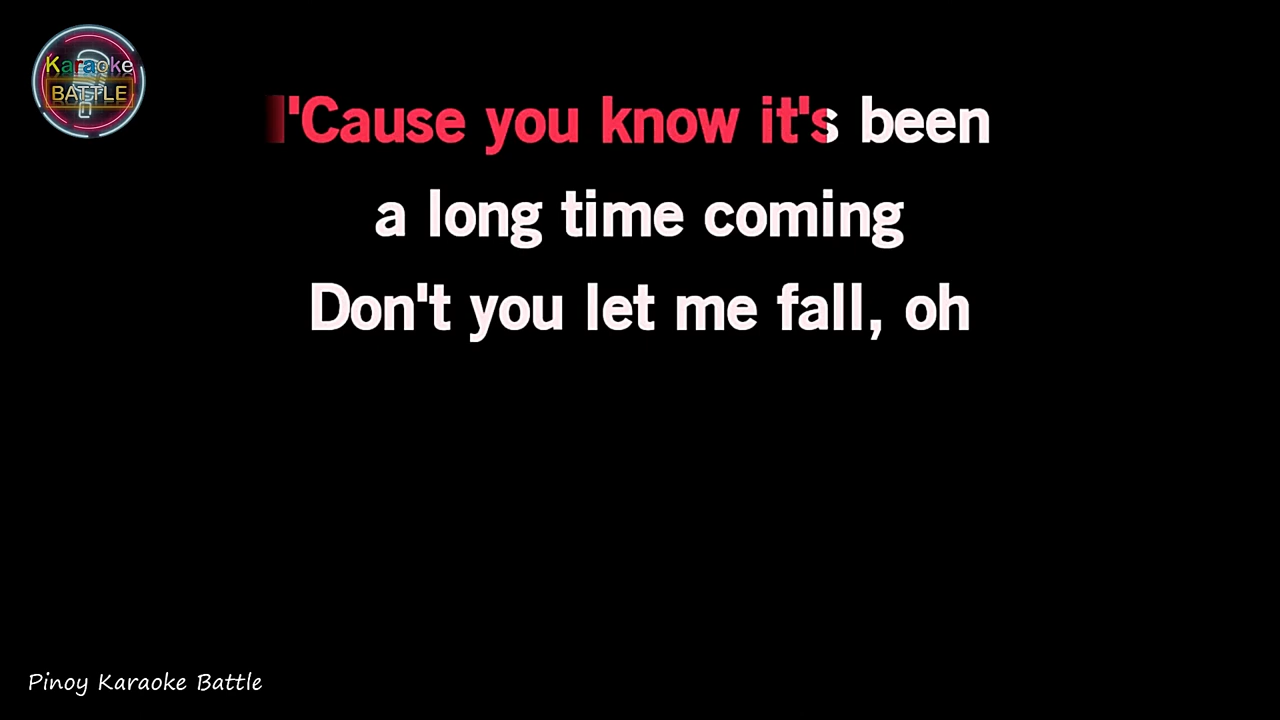 Karaoke
BATTLE
'Cause you know it's been
a long time coming
Don't you let me fall, oh
Pinoy Karaoke Battle